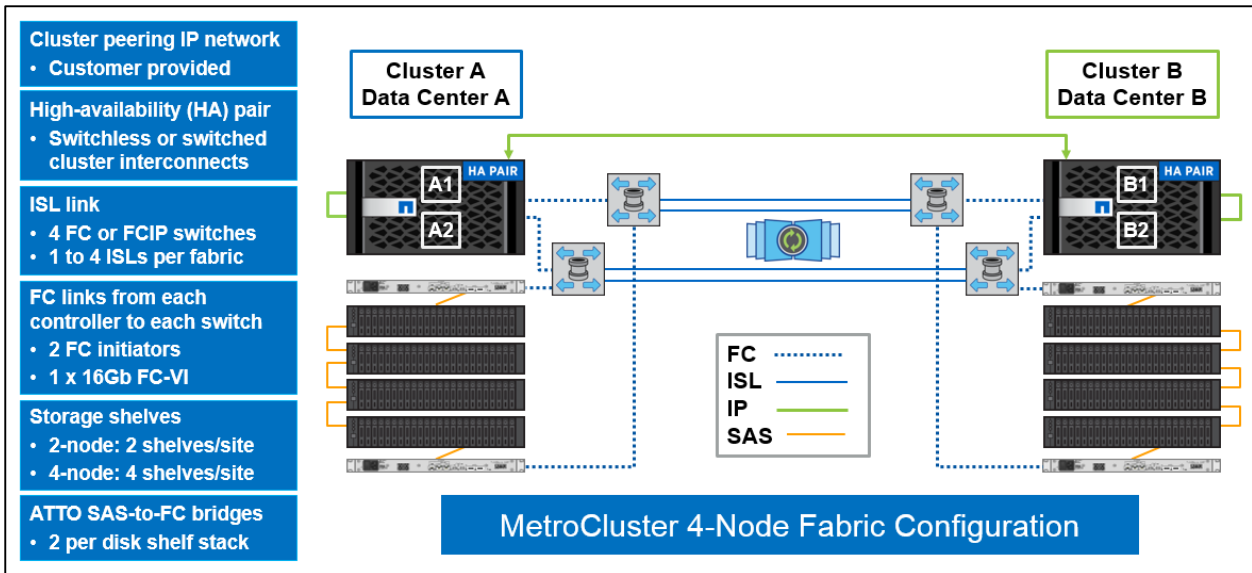 Cluster peering IP network
• Customer provided
High-availability (HA) pair
• Switchless or switched
cluster interconnects
ISL link
• 4 FC or FCIP switches
• 1 to 4 ISLs per fabric
FC links from each
controller to each switch
• 2 FC initiators
• 1 x 16Gb FC-VI
Storage shelves
• 2-node: 2 shelves/site
• 4-node: 4 shelves/site
ATTO SAS-to-FC bridges
• 2 per disk shelf stack
Cluster A
Data Center A
Cluster B
Data Center B
HA PAIR
A1
A2
HA PAIR
B1
B2
FC
ISL
IP
SAS
MetroCluster 4-Node Fabric Configuration